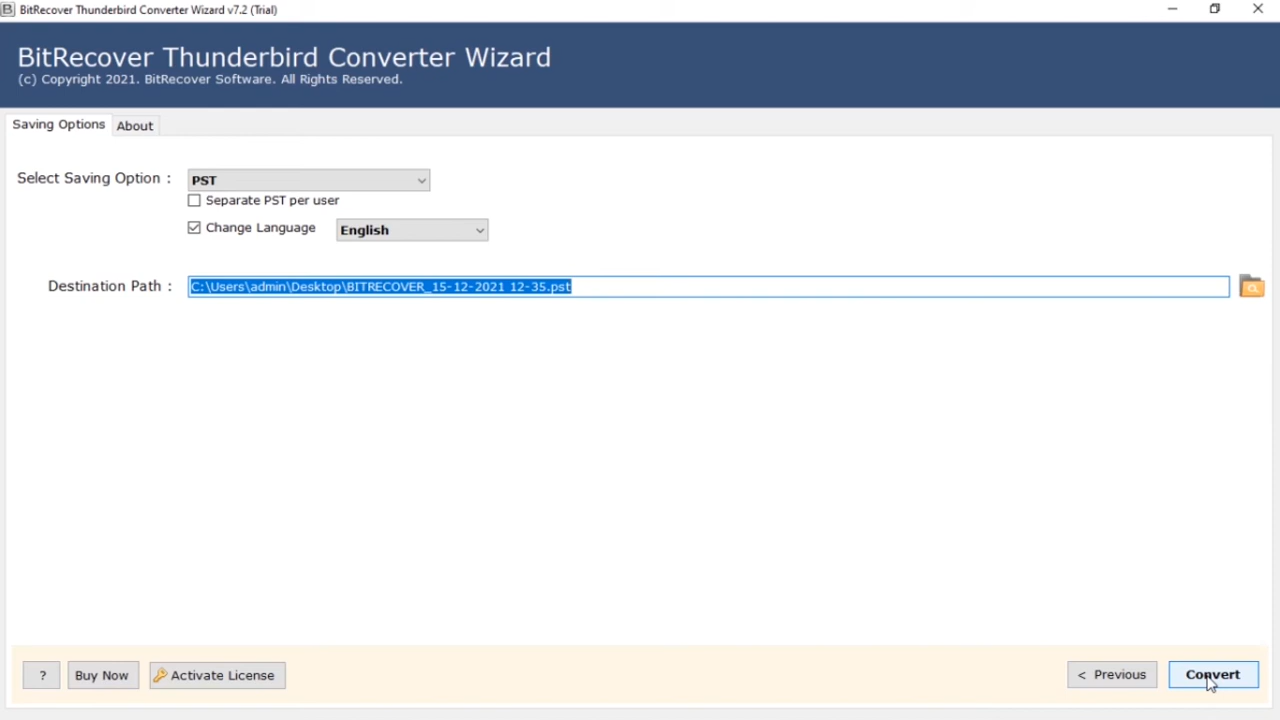 BitRecover Thunderbird Converter Wizard v7.2 (Trial)
BitRecover Thunderbird Converter Wizard
(c) Copyright 2021. BitRecover Software. All Rights Reserved.
Saving Options About
Select Saving Option : PST
Separate PST per user
Change Language English
Destination Path : C:\Users\admin\Desktop\BITRECOVER_15-12-2021 12-35.pst
? Buy Now Activate License < Previous Convert